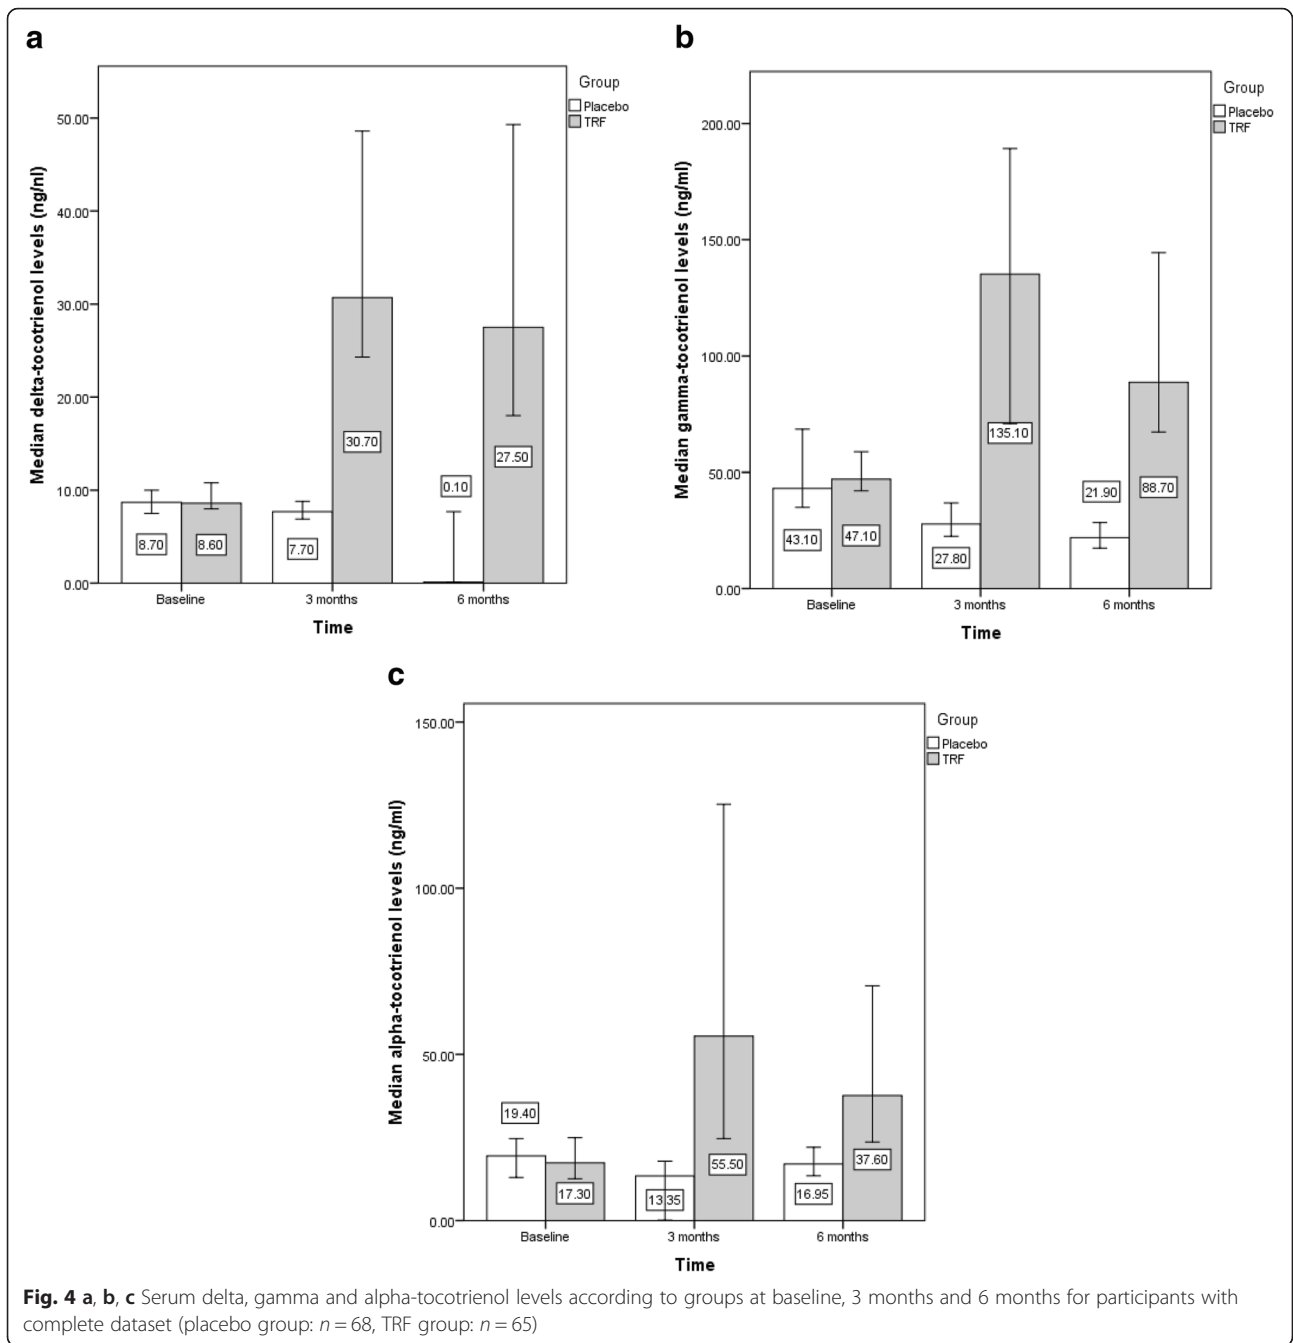 a
Median delta-tocotrienol levels (ng/nl)
50.00
40.00
30.00
20.00
10.00
0.00
30.70
27.50
0.10
8.70
8.60
7.70
Baseline
3 months
6 months
Time
Group
Placebo
TRF
b
Median gamma-tocotrienol levels (ng/ml)
200.00
150.00
100.00
50.00
0.00
135.10
21.90
88.70
43.10
47.10
27.80
Baseline
3 months
6 months
Time
Group
Placebo
TRF
c
Median alpha-tocotrienol levels (ng/ml)
150.00
100.00
50.00
0.00
19.40
17.30
13.35
55.50
16.95
37.60
Baseline
3 months
6 months
Time
Group
Placebo
TRF
Fig. 4 a, b, c Serum delta, gamma and alpha-tocotrienol levels according to groups at baseline, 3 months and 6 months for participants with
complete dataset (placebo group: n = 68, TRF group: n = 65)